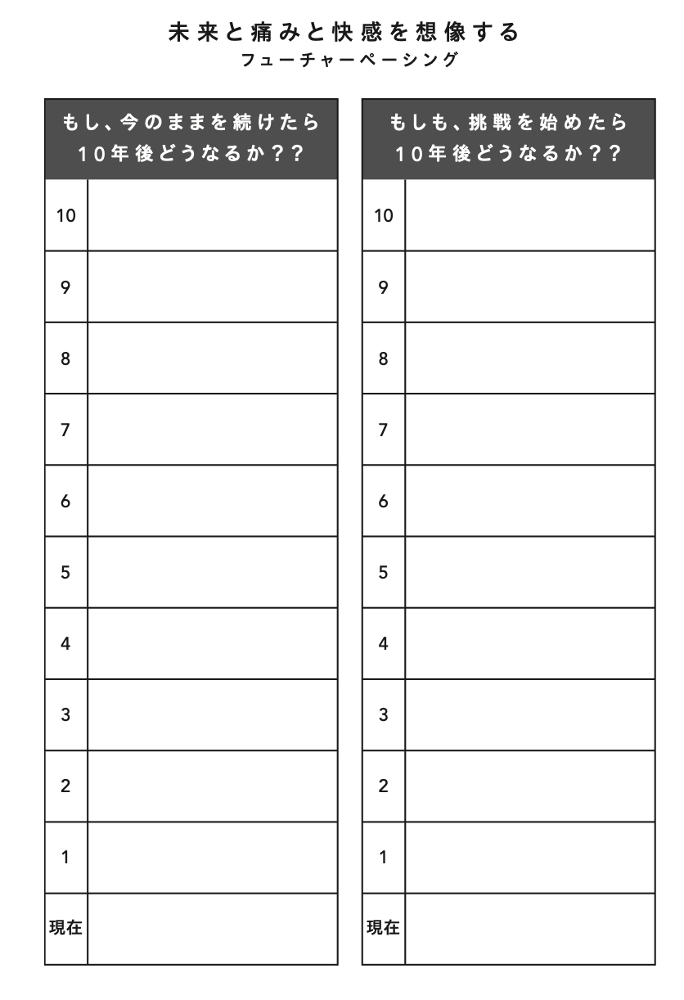 未来と痛みと快感を想像する
フューチャーペーシング
もし、今のままを続けたら
10年後どうなるか??
10
9
8
7
6
5
4
3
2
1
現在
もしも、挑戦を始めたら
10年後どうなるか??
10
9
8
7
6
5
4
3
2
1
現在